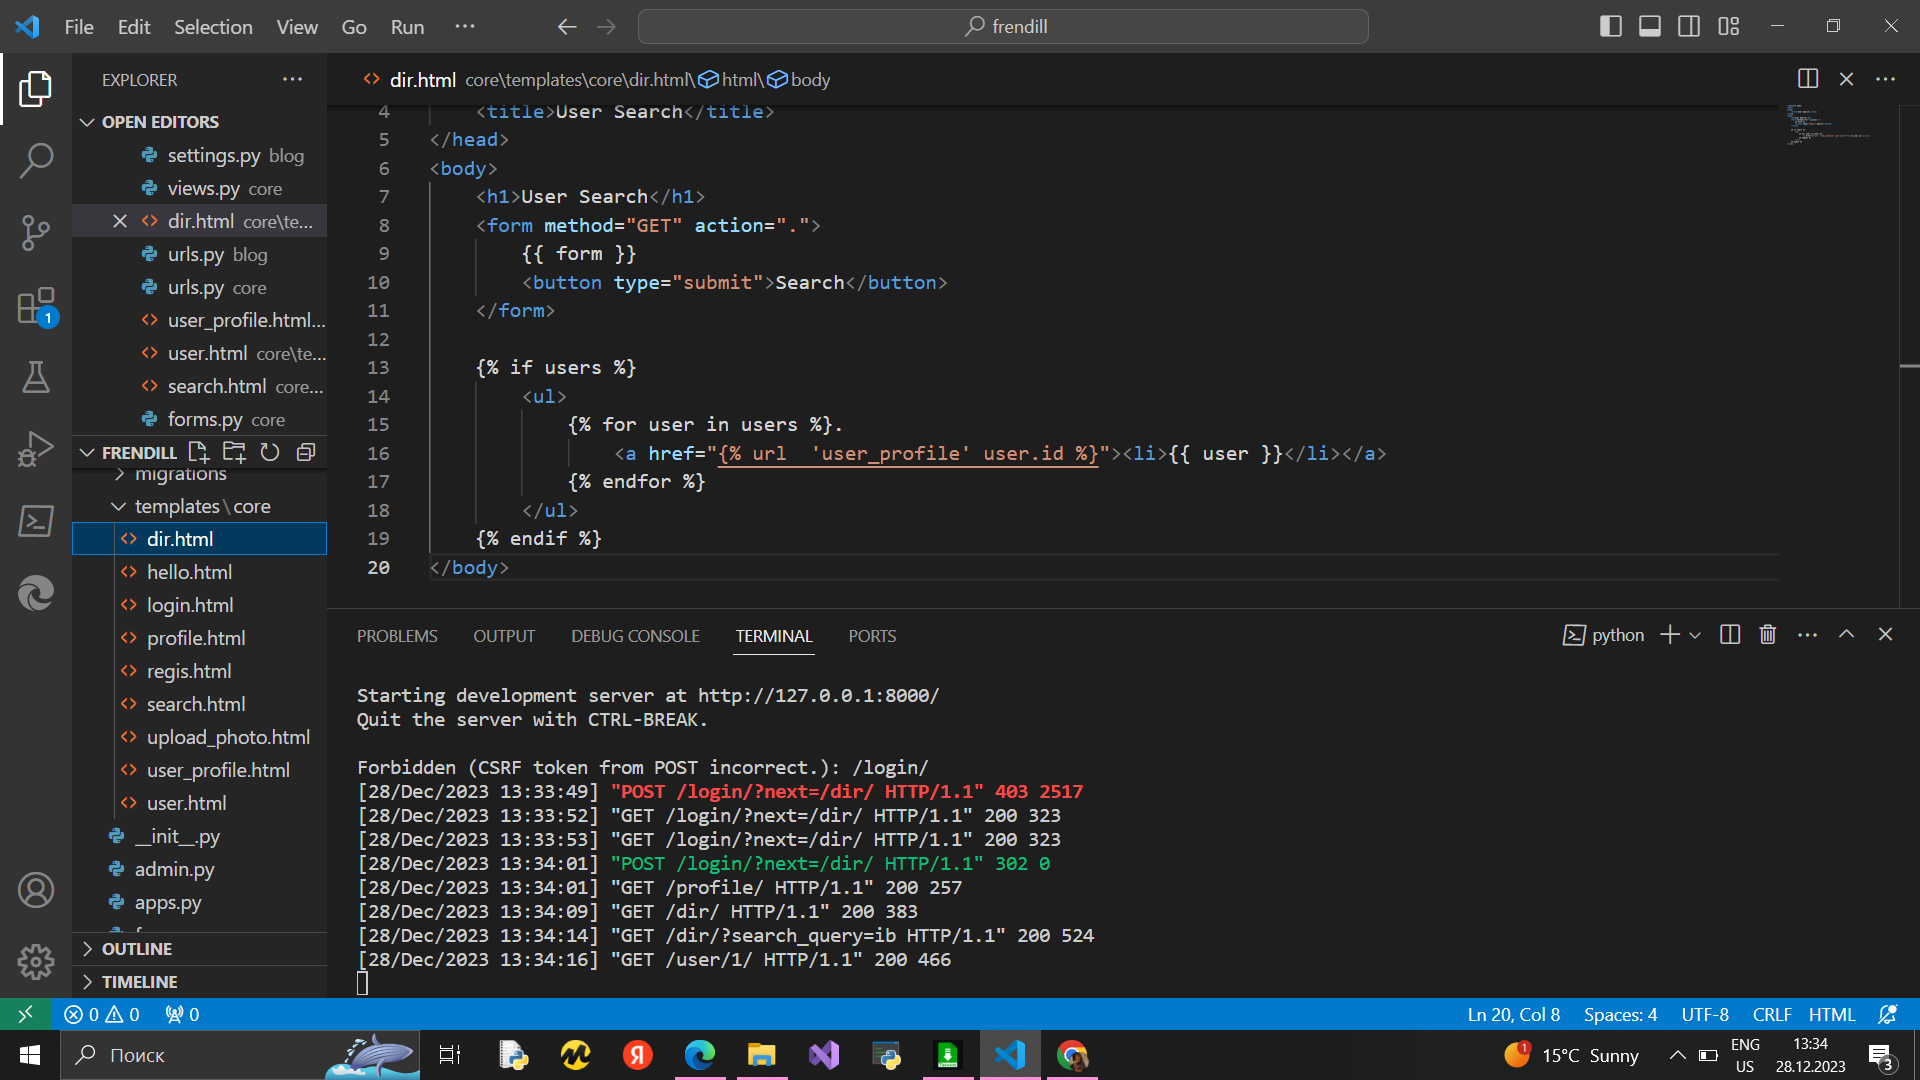 File Edit Selection View Go Run ···
frendill
EXPLORER
OPEN EDITORS
settings.py blog
views.py core
dir.html core\te...
urls.py blog
urls.py core
user_profile.html...
user.html core\te...
search.html core...
forms.py core
FRENDILL
migrations
templates\core
dir.html
hello.html
login.html
profile.html
regis.html
search.html
upload_photo.html
user_profile.html
user.html
__init__.py
admin.py
apps.py
OUTLINE
TIMELINE
1
dir.html core\templates\core\dir.html\html\body
4 <title>User Search</title>
5 </head>
6 <body>
7 <h1>User Search</h1>
8 <form method="GET" action=".">
9 {{ form }}
10 <button type="submit">Search</button>
11 </form>
12
13 {% if users %}
14 <ul>
15 {% for user in users %}.
16 <a href="{% url  'user_profile' user.id %}"><li>{{ user }}</li></a>
17 {% endfor %}
18 </ul>
19 {% endif %}
20 </body>
PROBLEMS OUTPUT DEBUG CONSOLE TERMINAL PORTS
python
Starting development server at http://127.0.0.1:8000/
Quit the server with CTRL-BREAK.
Forbidden (CSRF token from POST incorrect.): /login/
[28/Dec/2023 13:33:49] "POST /login/?next=/dir/ HTTP/1.1" 403 2517
[28/Dec/2023 13:33:52] "GET /login/?next=/dir/ HTTP/1.1" 200 323
[28/Dec/2023 13:33:53] "GET /login/?next=/dir/ HTTP/1.1" 200 323
[28/Dec/2023 13:34:01] "POST /login/?next=/dir/ HTTP/1.1" 302 0
[28/Dec/2023 13:34:01] "GET /profile/ HTTP/1.1" 200 257
[28/Dec/2023 13:34:09] "GET /dir/ HTTP/1.1" 200 383
[28/Dec/2023 13:34:14] "GET /dir/?search_query=ib HTTP/1.1" 200 524
[28/Dec/2023 13:34:16] "GET /user/1/ HTTP/1.1" 200 466
0 0 0
Ln 20, Col 8 Spaces: 4 UTF-8 CRLF HTML
Поиск
1 15°C Sunny
ENG
US
13:34
28.12.2023
3